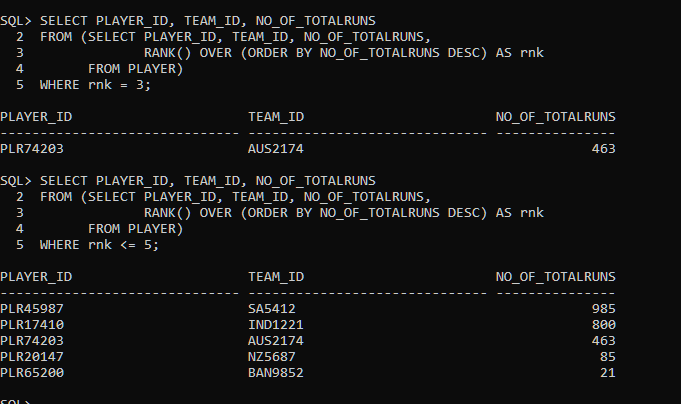 SQL> SELECT PLAYER_ID, TEAM_ID, NO_OF_TOTALRUNS
  2  FROM (SELECT PLAYER_ID, TEAM_ID, NO_OF_TOTALRUNS,
  3               RANK() OVER (ORDER BY NO_OF_TOTALRUNS DESC) AS rnk
  4        FROM PLAYER)
  5  WHERE rnk = 3;
PLAYER_ID                      TEAM_ID                        NO_OF_TOTALRUNS
------------------------------ ------------------------------ ---------------
PLR74203                       AUS2174                                    463
SQL> SELECT PLAYER_ID, TEAM_ID, NO_OF_TOTALRUNS
  2  FROM (SELECT PLAYER_ID, TEAM_ID, NO_OF_TOTALRUNS,
  3               RANK() OVER (ORDER BY NO_OF_TOTALRUNS DESC) AS rnk
  4        FROM PLAYER)
  5  WHERE rnk <= 5;
PLAYER_ID                      TEAM_ID                        NO_OF_TOTALRUNS
------------------------------ ------------------------------ ---------------
PLR45987                       SA5412                                     985
PLR17410                       IND1221                                    800
PLR74203                       AUS2174                                    463
PLR20147                       NZ5687                                      85
PLR65200                       BAN9852                                     21
SQL>